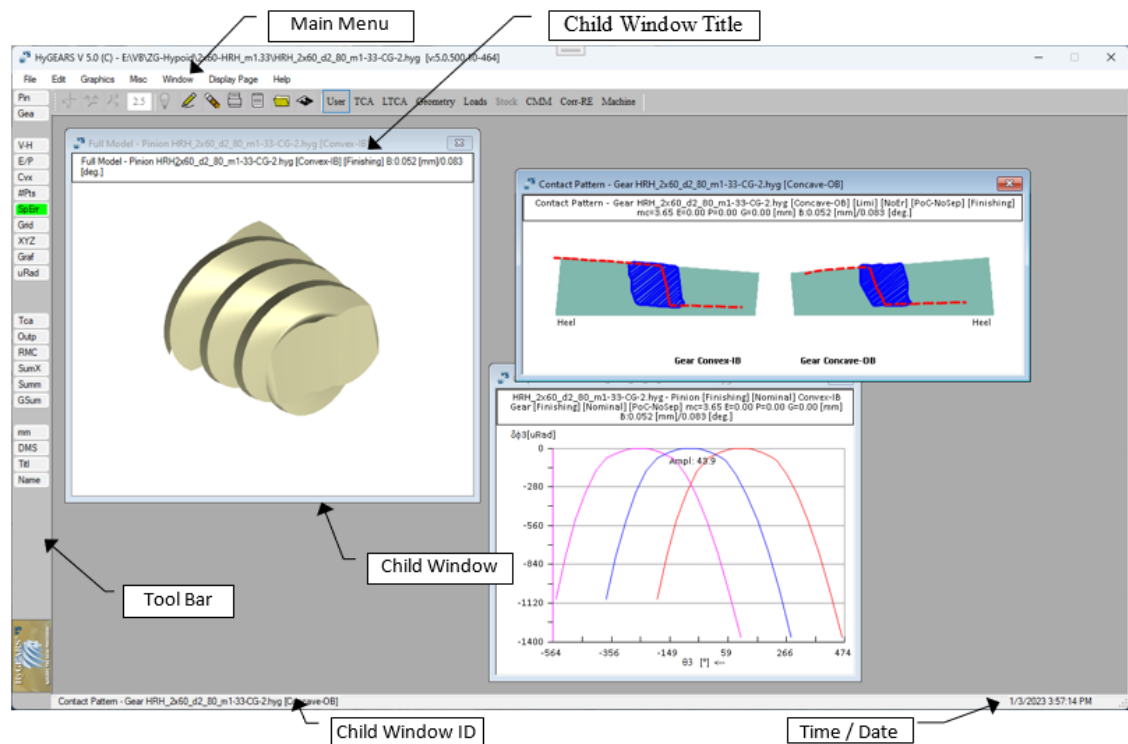 Main Menu
Child Window Title
HyGEARS V 5.0 (C) - E:\VB\ZG-Hypoid\2x60-HRH_m1.33\HRH_2x60_d2_80_m1-33-CG-2.hyg [v:5.0.500.10-464]
File Edit Graphics Misc Window Display Page Help
Pin
Gea
2.5
User TCA LTCA Geometry Loads Stock CMM Corr-RE Machine
V-H
E/P
Cvx
#Pts
SpErr
Grid
XYZ
Graf
uRad
Tca
Outp
RMC
SumX
Summ
GSum
mm
DMS
Titl
Name
Full Model - Pinion HRH_2x60_d2_80_m1-33-CG-2.hyg [Convex-IB]
Full Model - Pinion HRH_2x60_d2_80_m1-33-CG-2.hyg [Convex-IB] [Finishing] B:0.052 [mm]/0.083
[deg.]
Contact Pattern - Gear HRH_2x60_d2_80_m1-33-CG-2.hyg [Concave-OB]
Contact Pattern - Gear HRH_2x60_d2_80_m1-33-CG-2.hyg [Concave-OB] [Limi] [NoEr] [PoC-NoSep] [Finishing]
mc=3.65 E=0.00 P=0.00 G=0.00 [mm] B:0.052 [mm]/0.083 [deg.]
Heel Heel
Gear Convex-IB Gear Concave-OB
HRH_2x60_d2_80_m1-33-CG-2.hyg - Pinion [Finishing] [Nominal] Convex-IB
Gear [Finishing] [Nominal] [PoC-NoSep] mc=3.65 E=0.00 P=0.00 G=0.00 [mm]
B:0.052 [mm]/0.083 [deg.]
δϕ3[uRad]
Ampl: 43.9
0
-280
-560
-840
-1120
-1400
-564 -356 -149 59 266 474
θ3 [°] <--
Child Window
Tool Bar
HyGEARS
Contact Pattern - Gear HRH_2x60_d2_80_m1-33-CG-2.hyg [Concave-OB]
1/3/2023 3:57:14 PM
Child Window ID
Time / Date